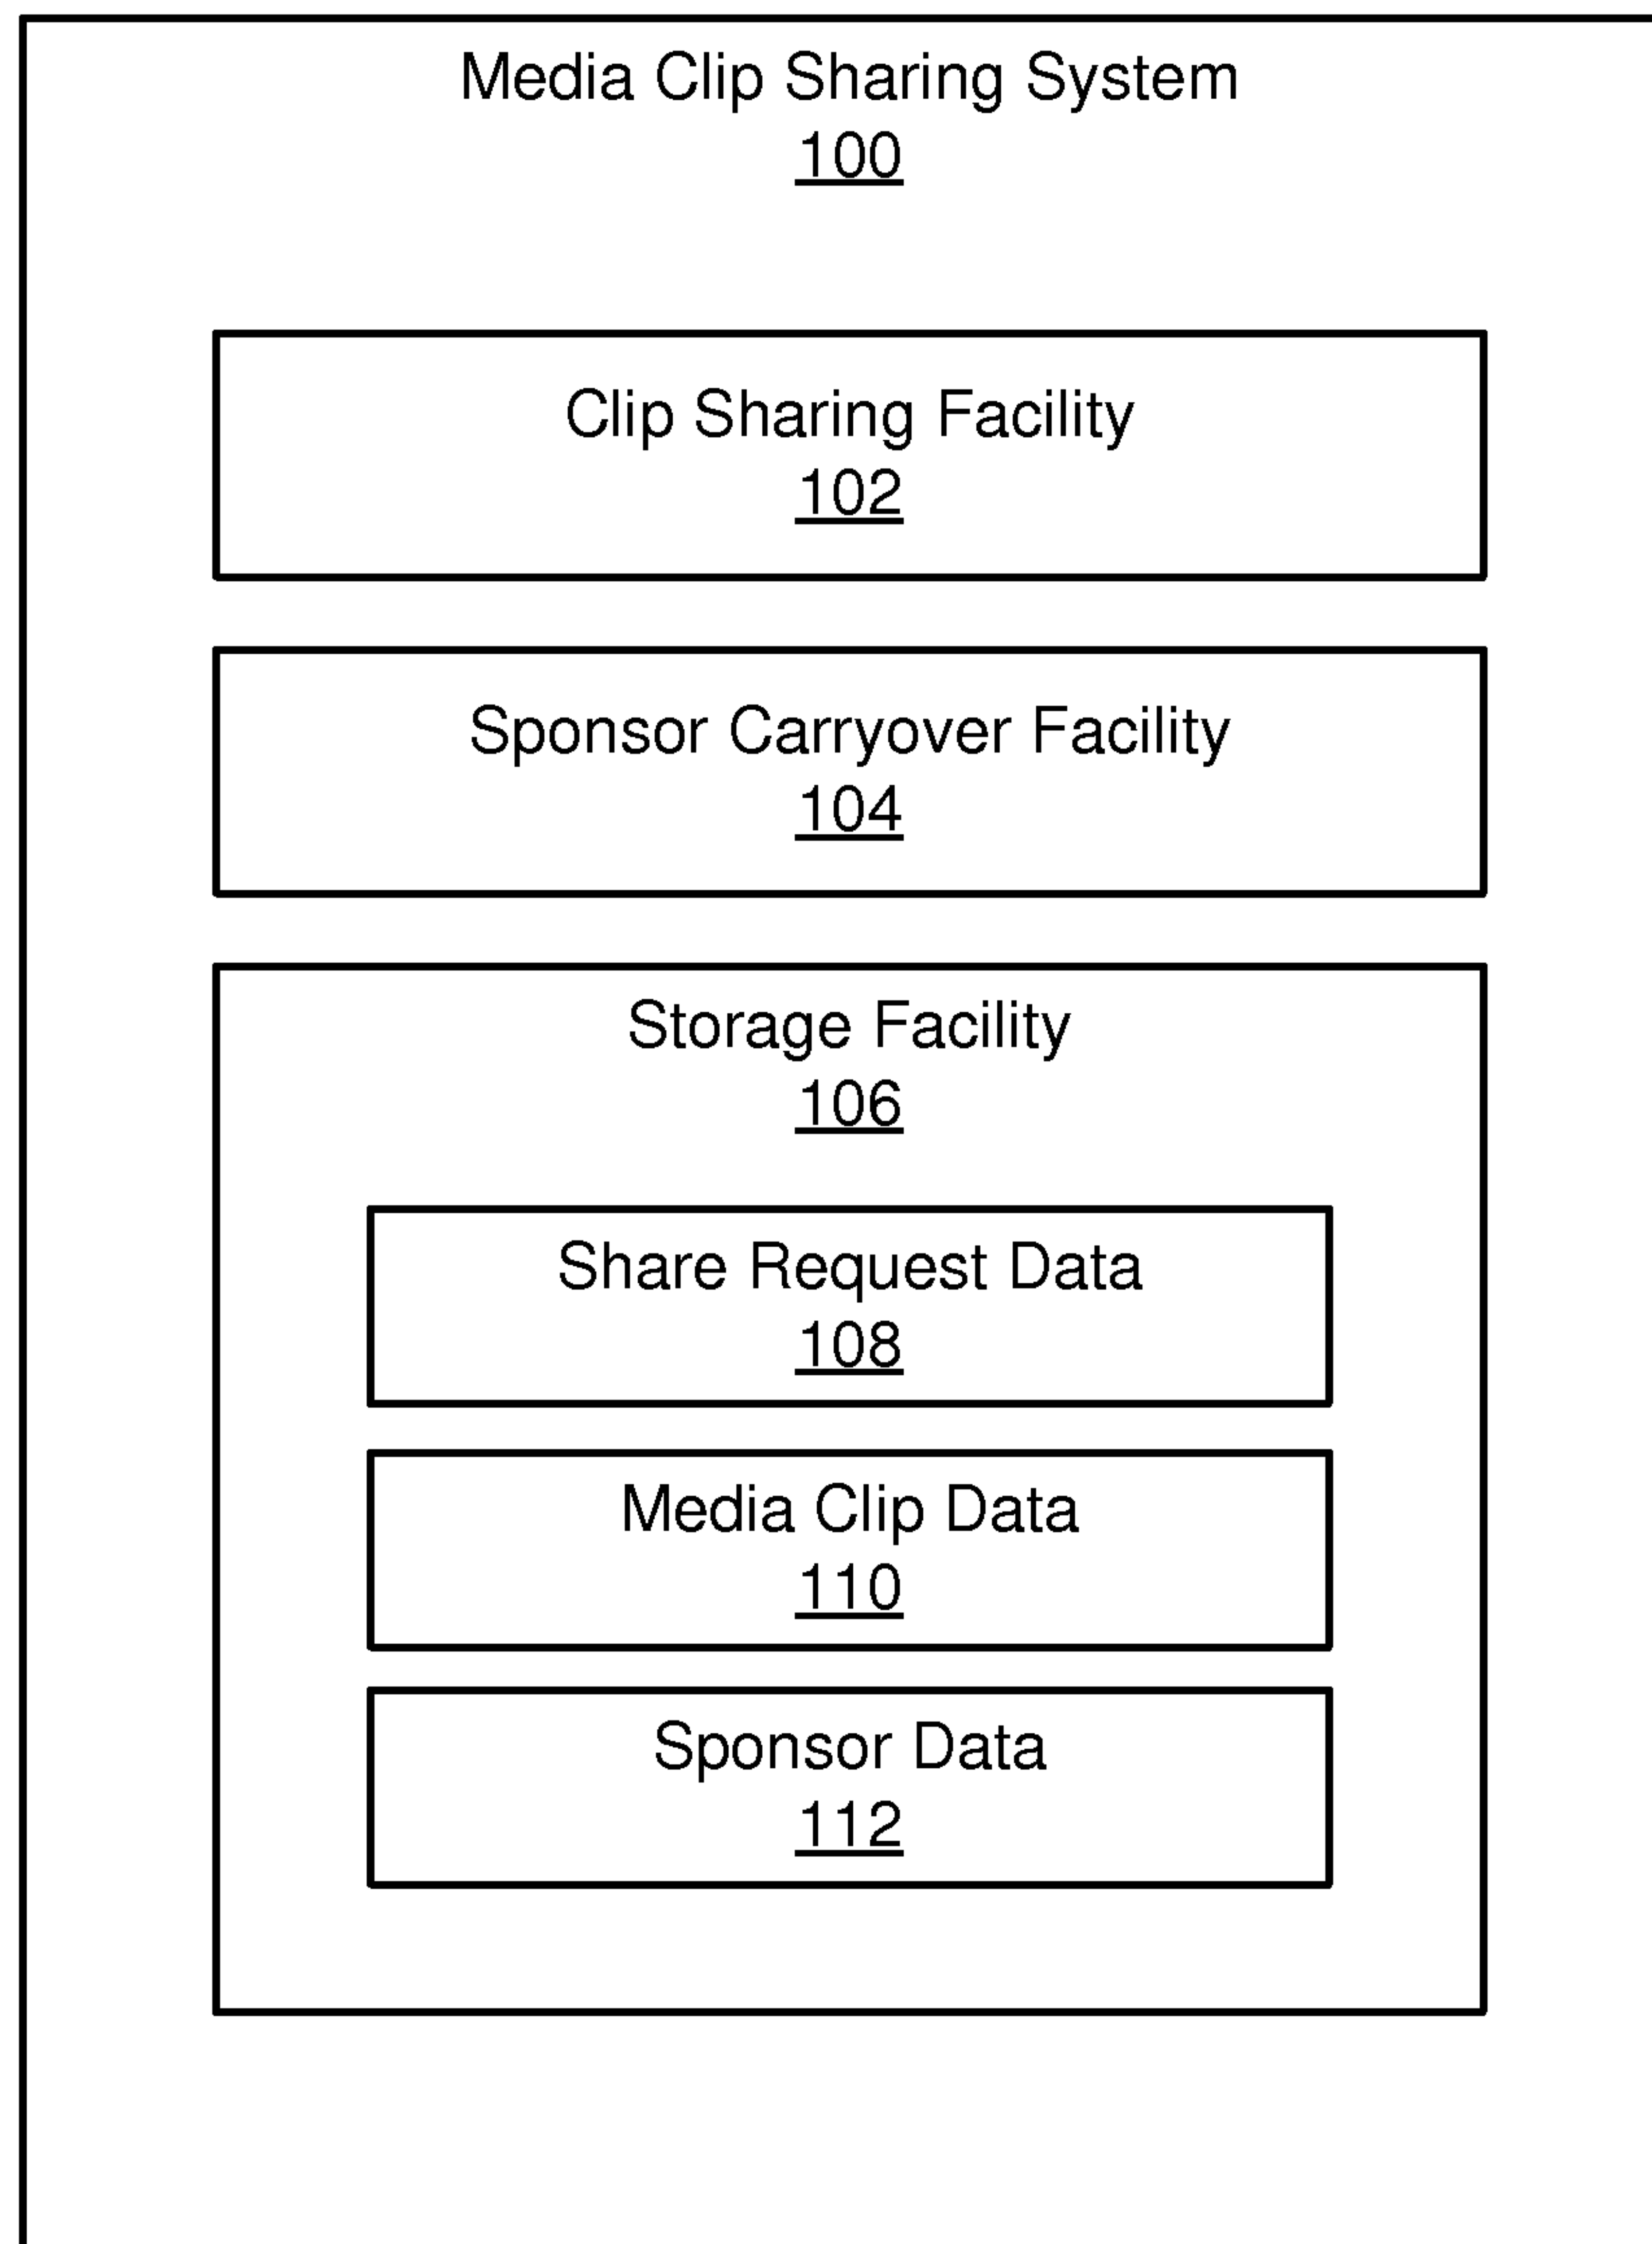 Media Clip Sharing System
100
Clip Sharing Facility
102
Sponsor Carryover Facility
104
Storage Facility
106
Share Request Data
108
Media Clip Data
110
Sponsor Data
112